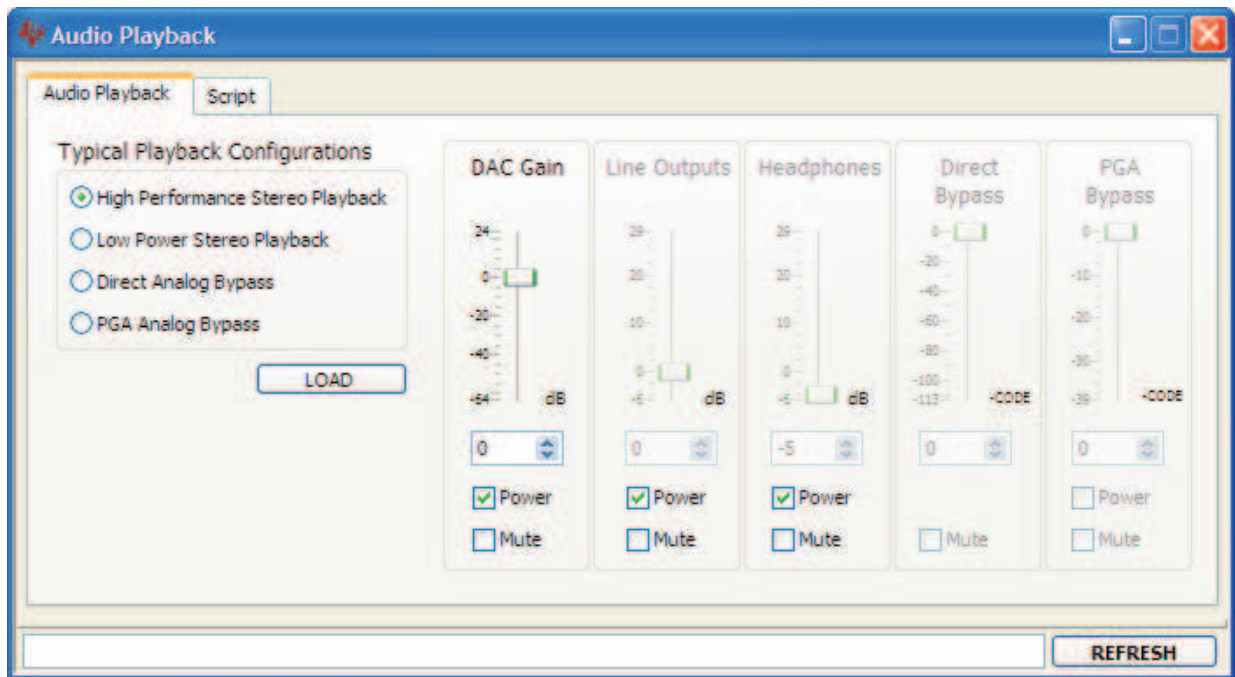 Audio Playback
Audio Playback
Script
Typical Playback Configurations
High Performance Stereo Playback
Low Power Stereo Playback
Direct Analog Bypass
PGA Analog Bypass
LOAD
DAC Gain
24
0
-20
-40
-64
dB
0
Power
Mute
Line Outputs
29
20
10
0
-6
dB
0
Power
Mute
Headphones
29
20
10
0
-6
dB
-5
Power
Mute
Direct
Bypass
0
-20
-40
-60
-80
-100
-113
-CODE
0
Mute
PGA
Bypass
0
-10
-20
-30
-39
-CODE
0
Power
Mute
REFRESH